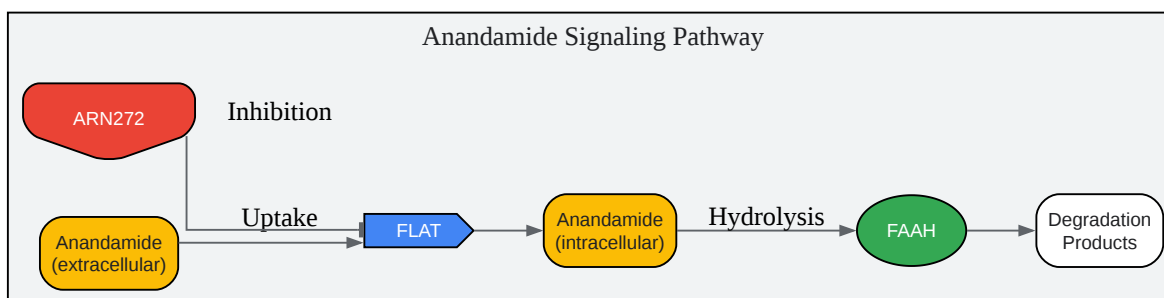 Anandamide Signaling Pathway
ARN272
Inhibition
Uptake
Anandamide
(extracellular)
FLAT
Anandamide
(intracellular)
Hydrolysis
FAAH
Degradation
Products